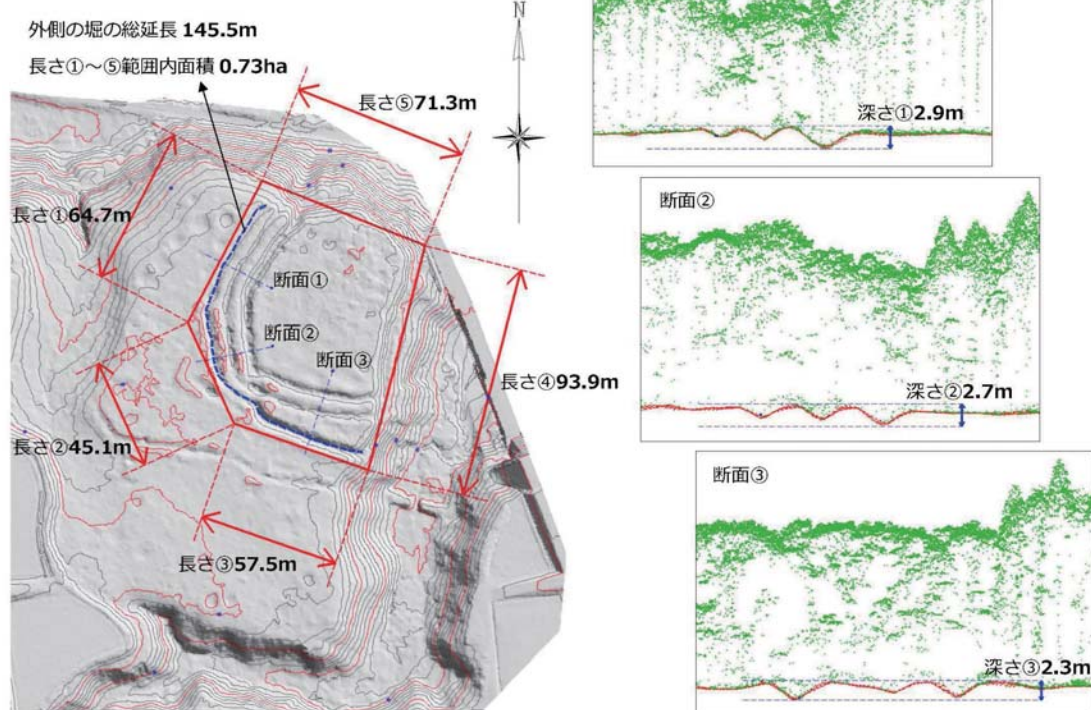 外側の堀の総延長 145.5m
長さ①～⑤範囲内面積 0.73ha
N
長さ⑤71.3m
長さ①64.7m
断面①
断面②
断面③
長さ④93.9m
長さ②45.1m
長さ③57.5m
深さ①2.9m
断面②
深さ②2.7m
断面③
深さ③2.3m